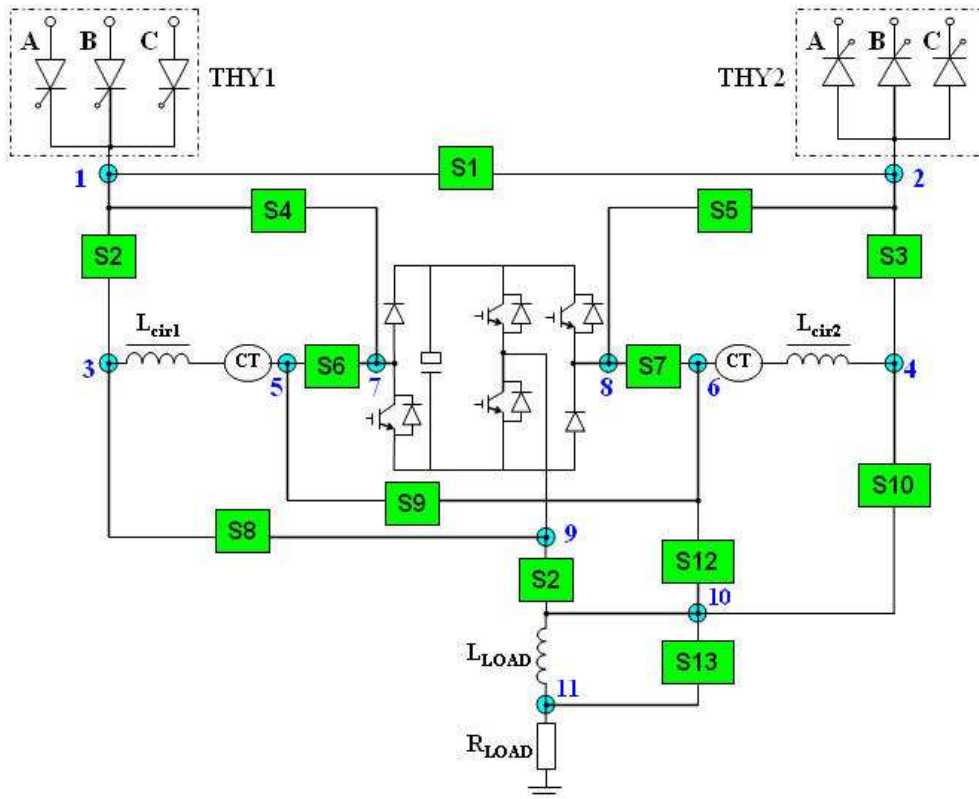 A B C
THY1
A B C
THY2
1
S1
2
S4
S5
S2
S3
Lcir1
Lcir2
3
CT
5
S6
7
8
S7
6
CT
4
S9
S10
S8
9
S2
S12
10
LLOAD
S13
11
RLOAD